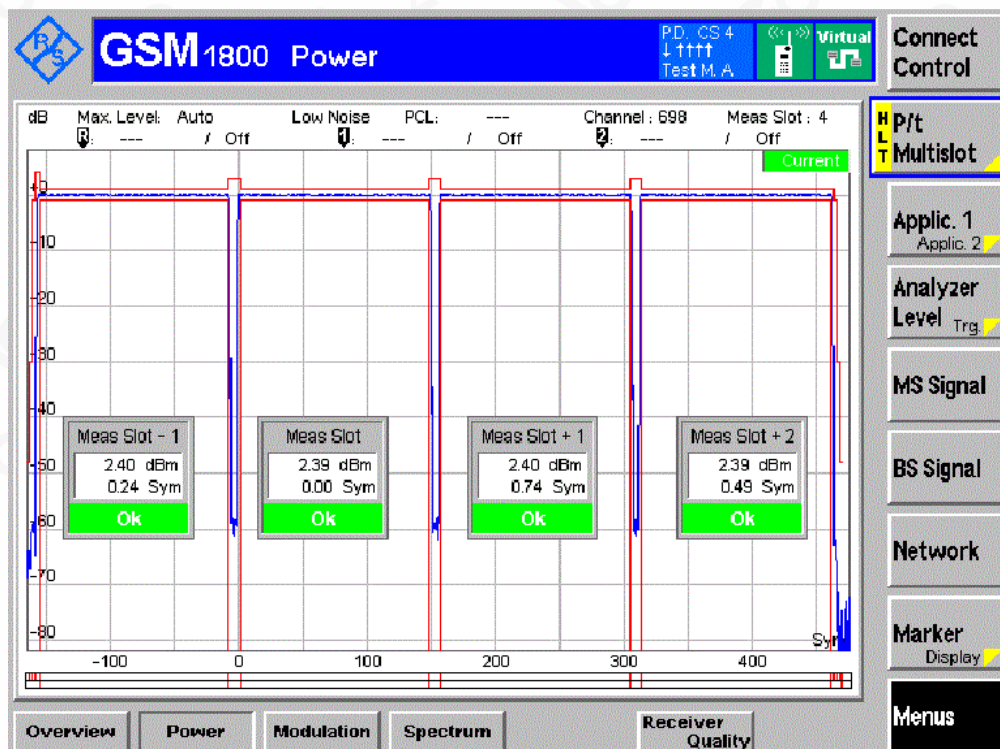 R S
GSM 1800 Power
P.D. CS 4
↓ ↑↑↑↑
Test M. A
Virtual
Connect Control
dB Max. Level: Auto Low Noise PCL: --- Channel : 698 Meas Slot : 4
R: --- / Off 1: --- / Off 2: --- / Off
Current
H L T
P/t Multislot
Applic. 1
Applic. 2
Analyzer Level Trg.
MS Signal
BS Signal
Network
Marker
Display
Menus
+0
-10
-20
-30
-40
-50
-60
-70
-80
Meas Slot - 1
2.40 dBm
0.24 Sym
Ok
Meas Slot
2.39 dBm
0.00 Sym
Ok
Meas Slot + 1
2.40 dBm
0.74 Sym
Ok
Meas Slot + 2
2.39 dBm
0.49 Sym
Ok
-100 0 100 200 300 400
Overview Power Modulation Spectrum Receiver Quality